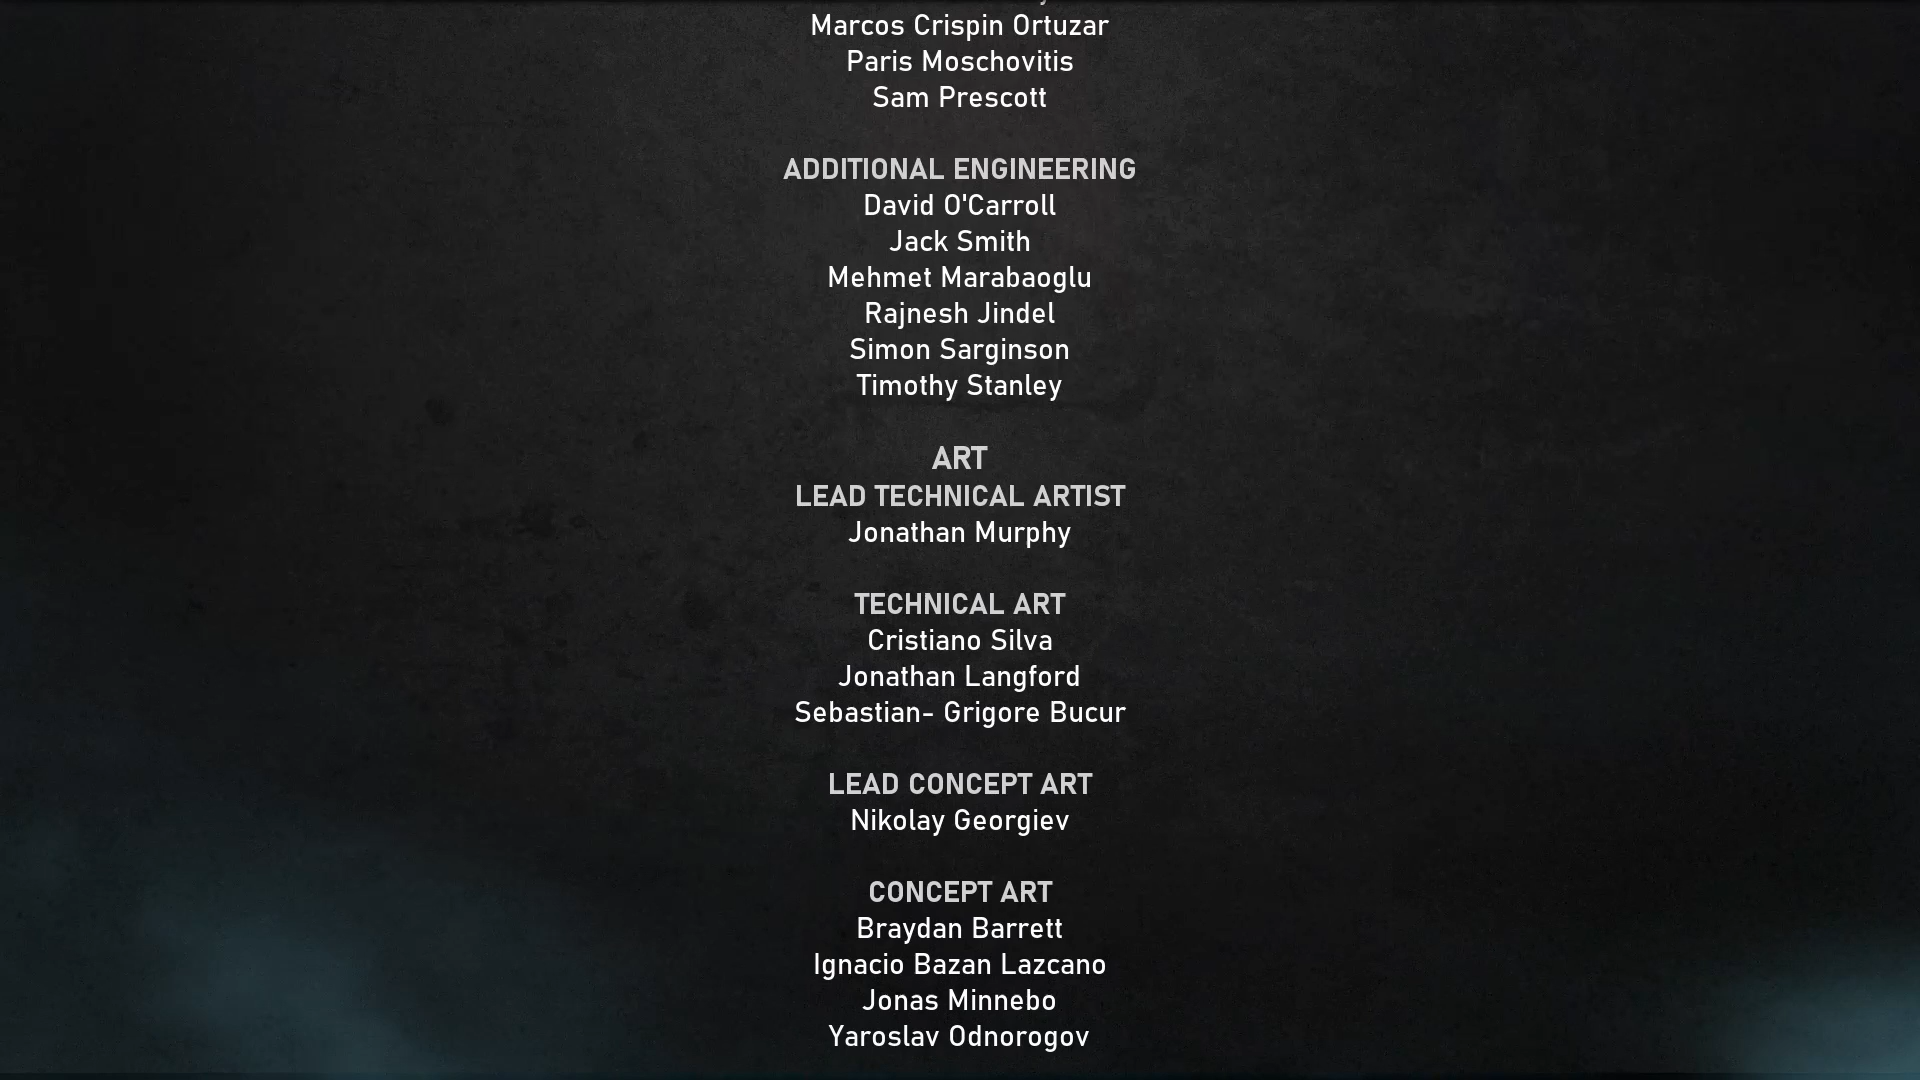 Marcos Crispin Ortuzar
Paris Moschovitis
Sam Prescott
ADDITIONAL ENGINEERING
David O'Carroll
Jack Smith
Mehmet Marabaoglu
Rajnesh Jindel
Simon Sarginson
Timothy Stanley
ART
LEAD TECHNICAL ARTIST
Jonathan Murphy
TECHNICAL ART
Cristiano Silva
Jonathan Langford
Sebastian- Grigore Bucur
LEAD CONCEPT ART
Nikolay Georgiev
CONCEPT ART
Braydan Barrett
Ignacio Bazan Lazcano
Jonas Minnebo
Yaroslav Odnorogov